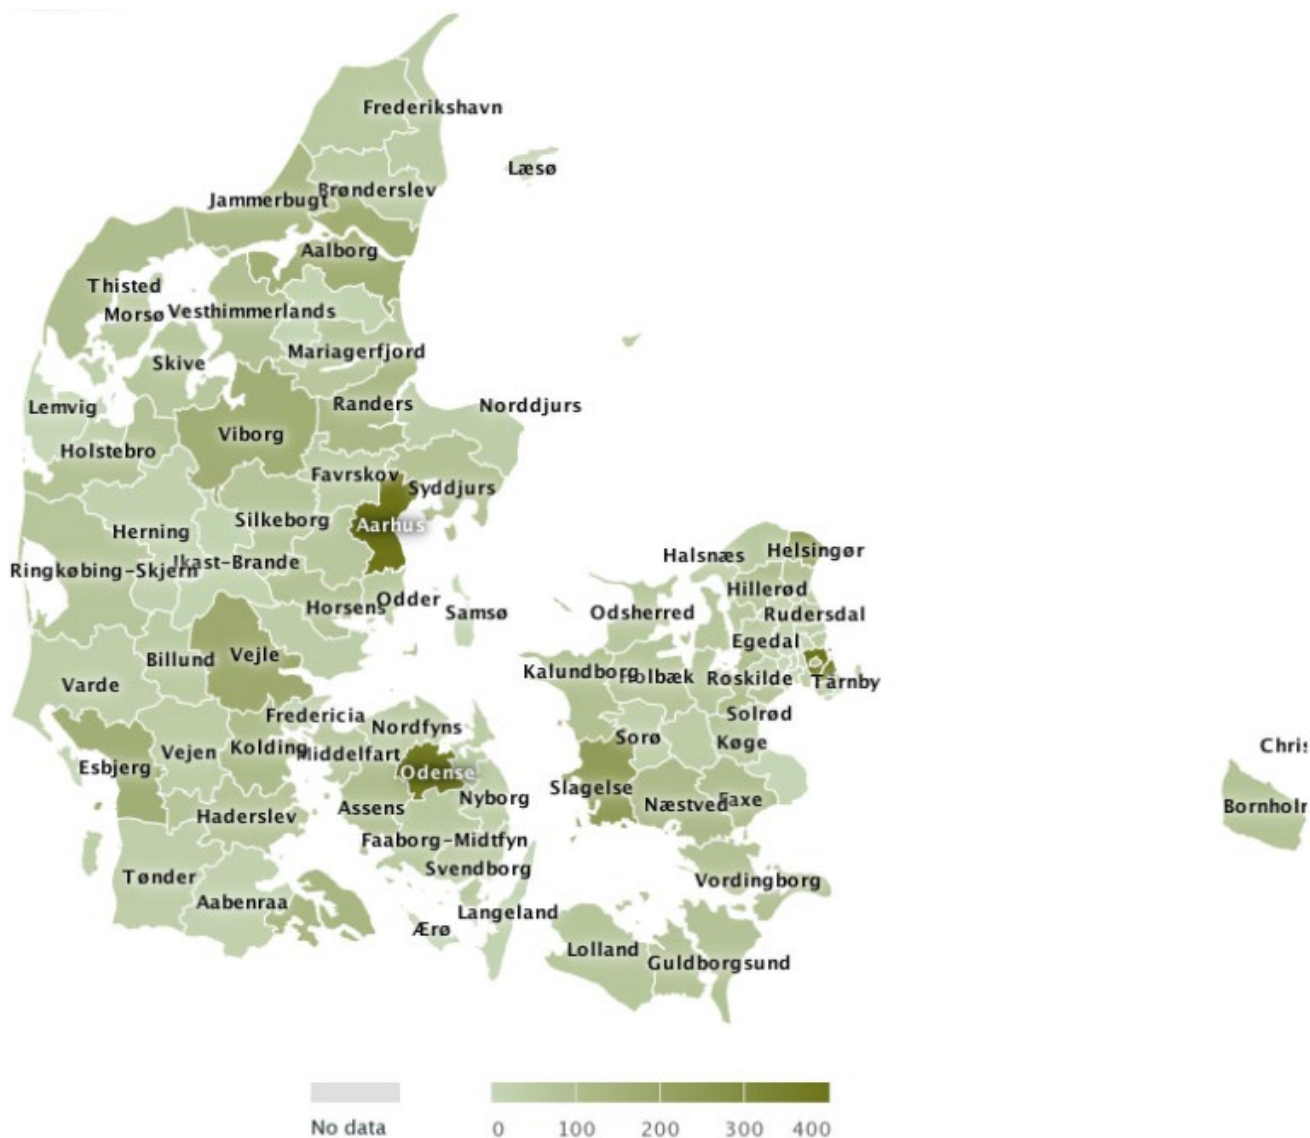 Frederikshavn
Læsø
Brønderslev
Jammerbugt
Aalborg
Thisted
Morsø
Vesthimmerlands
Mariagerfjord
Skive
Randers
Norddjurs
Lemvig
Viborg
Holstebro
Favrskov
Syddjurs
Silkeborg
Aarhus
Herning
Halsnæs
Helsingør
Ikast-Brande
Ringkøbing-Skjern
Hillerød
Odder
Horsens
Samsø
Odsherred
Rudersdal
Egedal
Billund
Vejle
Kalundborg
Holbæk
Roskilde
Tårnby
Varde
Fredericia
Nordfyns
Solrød
Sorø
Køge
Vejen
Kolding
Middelfart
Chris
Esbjerg
Odense
Slagelse
Nyborg
Næstved
Faxe
Assens
Bornholm
Haderslev
Faaborg-Midtfyn
Svendborg
Tønder
Vordingborg
Aabenraa
Langeland
Ærø
Lolland
Guldborgsund
No data
0 100 200 300 400